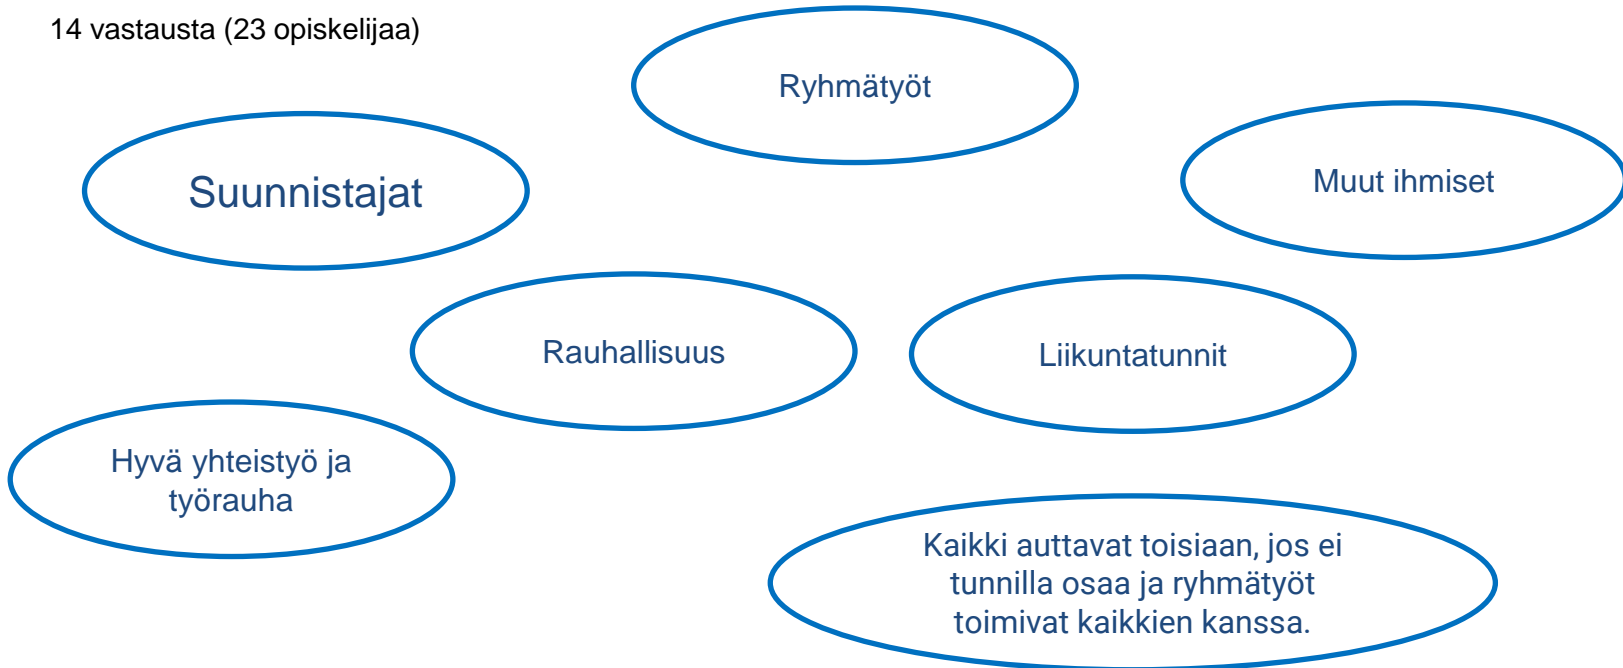 14 vastausta (23 opiskelijaa)
Ryhmätyöt
Suunnistajat
Muut ihmiset
Rauhallisuus
Liikuntatunnit
Hyvä yhteistyö ja
työrauha
Kaikki auttavat toisiaan, jos ei
tunnilla osaa ja ryhmätyöt
toimivat kaikkien kanssa.